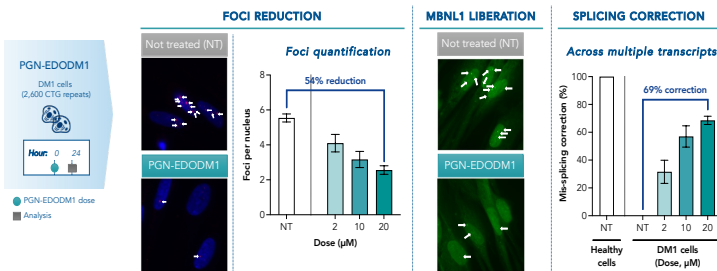 FOCI REDUCTION
MBNL1 LIBERATION
SPLICING CORRECTION
PGN-EDODM1
DM1 cells
(2,600 CTG repeats)
Hour: 0 24
PGN-EDODM1 dose
Analysis
Not treated (NT)
PGN-EDODM1
Foci quantification
54% reduction
Foci per nucleus
8
6
4
2
0
NT 2 10 20
Dose (µM)
Not treated (NT)
PGN-EDODM1
Across multiple transcripts
69% correction
Mis-splicing correction (%)
100
80
60
40
20
0
NT NT 2 10 20
Healthy
cells
DM1 cells
(Dose, µM)